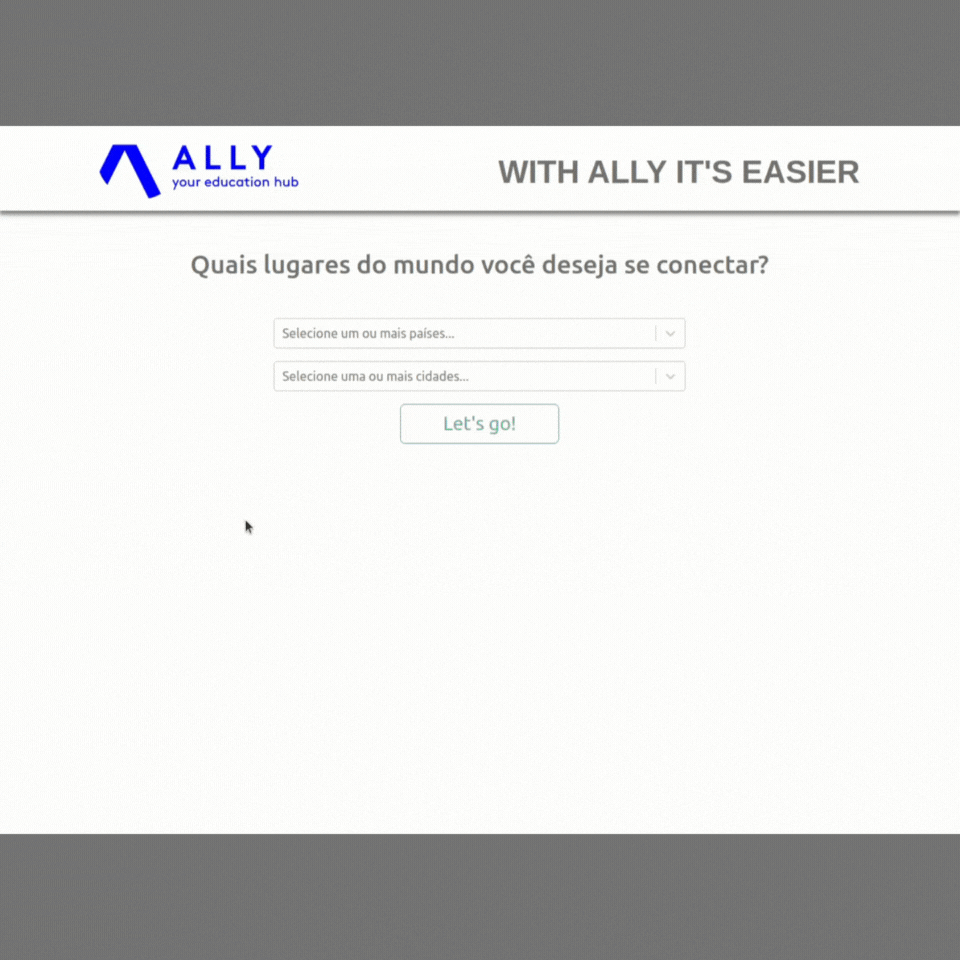 ALLY
your education hub
WITH ALLY IT'S EASIER
Quais lugares do mundo você deseja se conectar?
Selecione um ou mais países...
Selecione uma ou mais cidades...
Let's go!